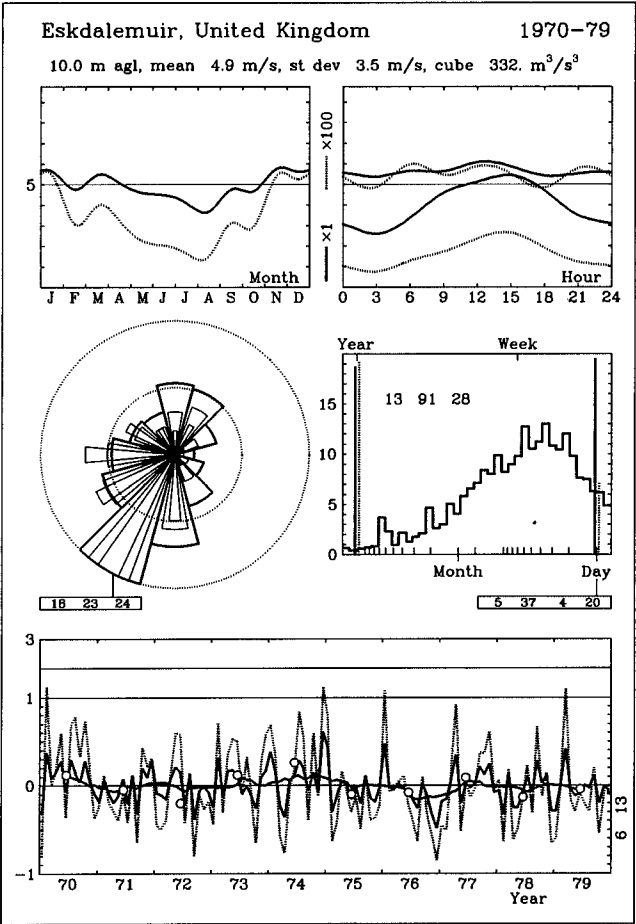 Eskdalemuir, United Kingdom 1970-79
10.0 m agl, mean 4.9 m/s, st dev 3.5 m/s, cube 332. m³/s³
5
Month
J F M A M J J A S O N D
×1 ×100
Hour
0 3 6 9 12 15 18 21 24
16 23 24
Year Week
13 91 28
15
10
5
0
Month Day
5 37 4 20
3
1
0
-1
70 71 72 73 74 75 76 77 78 79
Year
6 13